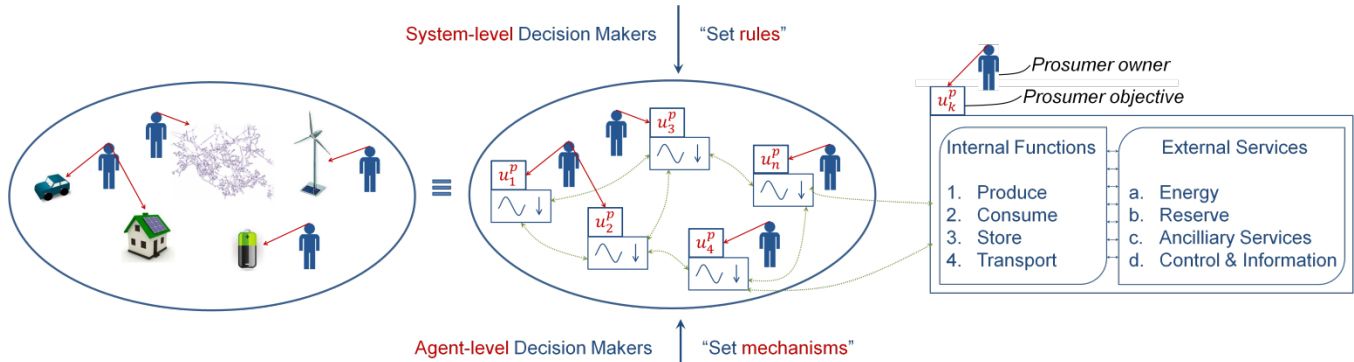 System-level Decision Makers "Set rules"
Prosumer owner
u_k^p Prosumer objective
u_3^p
u_n^p
u_1^p
u_2^p
u_4^p
Internal Functions
1. Produce
2. Consume
3. Store
4. Transport
External Services
a. Energy
b. Reserve
c. Ancilliary Services
d. Control & Information
Agent-level Decision Makers "Set mechanisms"